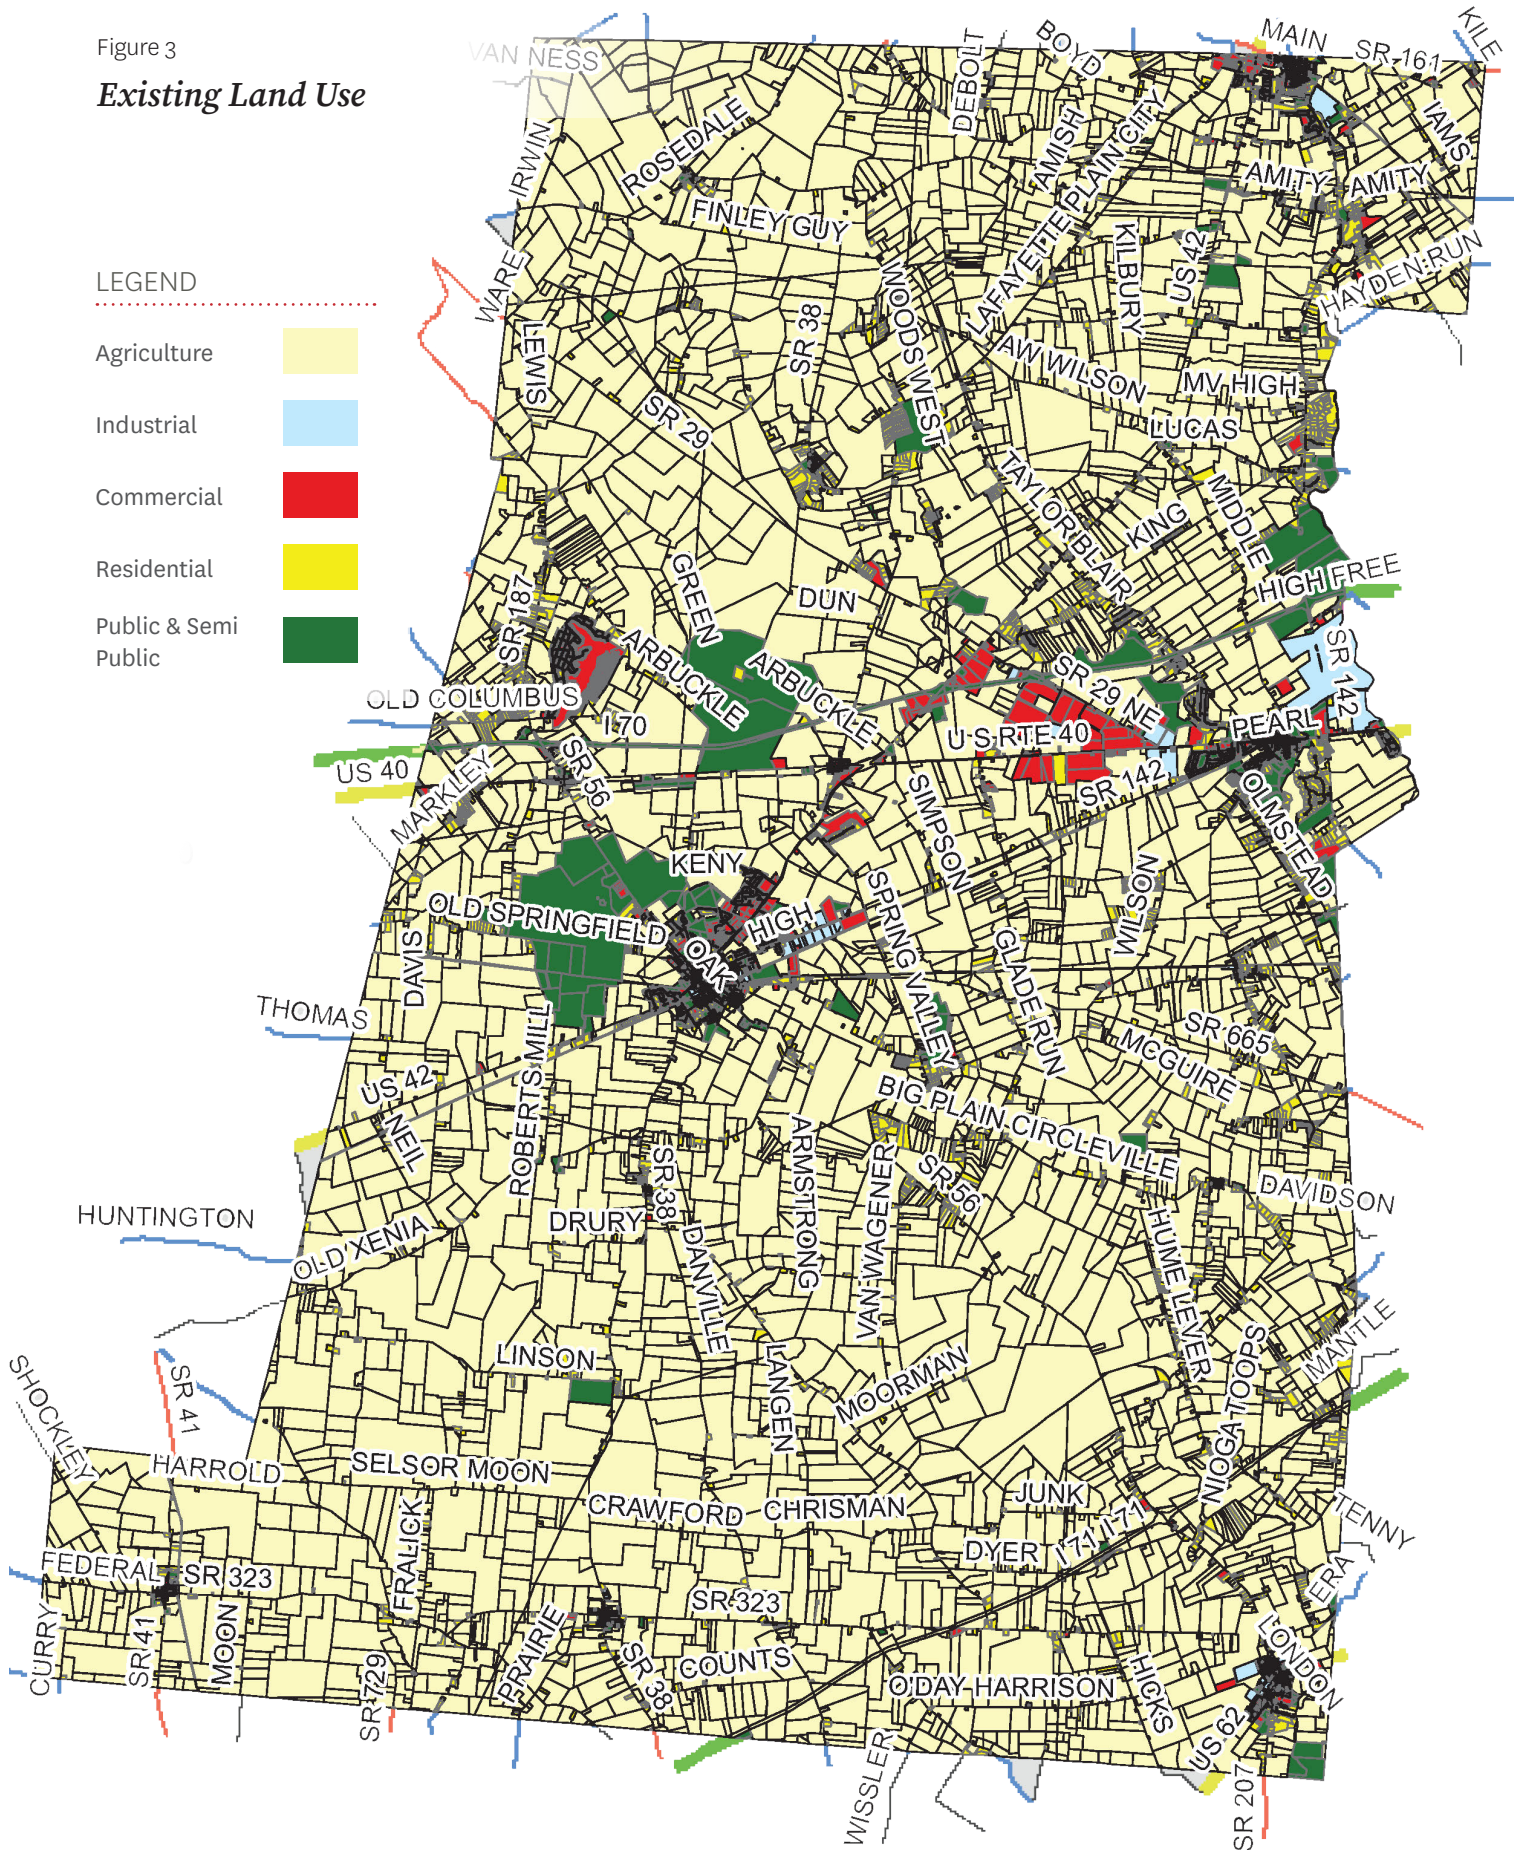 Figure 3
Existing Land Use
LEGEND
Agriculture
Industrial
Commercial
Residential
Public & Semi
Public
VAN NESS
DEBOLT
BOYD
MAIN
SR 161
KILE
IRWIN
ROSEDALE
AMISH
LAFAYETTE PLAIN CITY
IAMS
AMITY
AMITY
FINLEY GUY
KILBURY
US 42
HAYDEN RUN
WARE
LEWIS
SR 38
WOODS WEST
AW WILSON
MV HIGH
SR 29
LUCAS
TAYLOR BLAIR
KING
MIDDLE
HIGH FREE
SR 187
GREEN
DUN
ARBUCKLE
ARBUCKLE
SR 29 NE
SR 142
OLD COLUMBUS
I 70
U S RTE 40
PEARL
US 40
SR 56
MARKLEY
SR 142
SIMPSON
OLMSTEAD
KENY
OLD SPRINGFIELD
HIGH
OAK
SPRING VALLEY
WILSON
GLADE RUN
DAVIS
THOMAS
SR 665
MCGUIRE
US 42
NEIL
ROBERTS MILL
BIG PLAIN CIRCLEVILLE
SR 38
ARMSTRONG
VAN WAGENER
SR 56
DAVIDSON
HUNTINGTON
DRURY
OLD XENIA
DANVILLE
HUME LEVER
MANTLE
LINSON
LANGEN
MOORMAN
NIOGA TOOPS
SHOCKLEY
SR 41
HARROLD
SELSOR MOON
CRAWFORD
CHRISMAN
JUNK
I 71
I 71
TENNY
FRALICK
DYER
FEDERAL
SR 323
SR 323
ERA
CURRY
SR 41
MOON
SR 729
PRAIRIE
SR 38
COUNTS
O'DAY HARRISON
HICKS
LONDON
US 62
WISSLER
SR 207